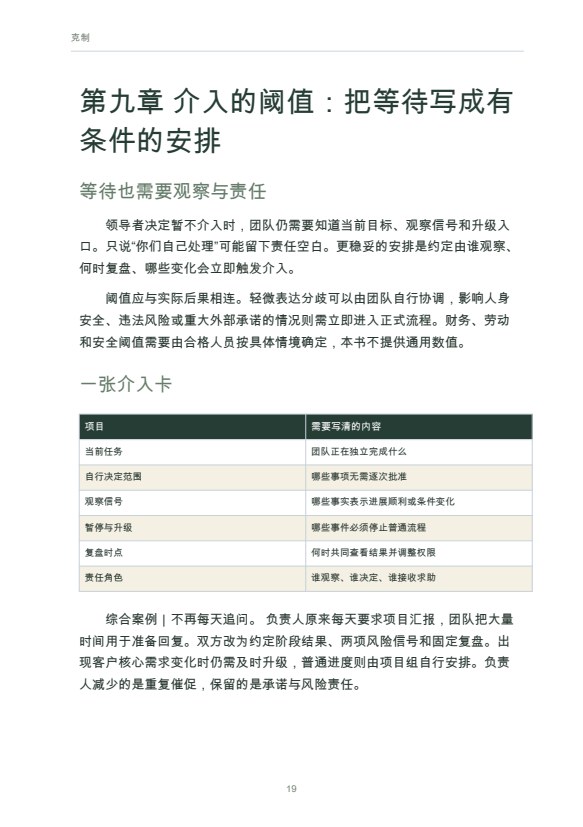 克制
第九章 介入的阈值：把等待写成有
条件的安排
等待也需要观察与责任
领导者决定暂不介入时，团队仍需要知道当前目标、观察信号和升级入
口。只说“你们自己处理”可能留下责任空白。更稳妥的安排是约定由谁观察、
何时复盘、哪些变化会立即触发介入。
阈值应与实际后果相连。轻微表达分歧可以由团队自行协调，影响人身
安全、违法风险或重大外部承诺的情况则需立即进入正式流程。财务、劳动
和安全阈值需要由合格人员按具体情境确定，本书不提供通用数值。
一张介入卡
项目 需要写清的内容
当前任务 团队正在独立完成什么
自行决定范围 哪些事项无需逐次批准
观察信号 哪些事实表示进展顺利或条件变化
暂停与升级 哪些事件必须停止普通流程
复盘时点 何时共同查看结果并调整权限
责任角色 谁观察、谁决定、谁接收求助
综合案例｜不再每天追问。 负责人原来每天要求项目汇报，团队把大量
时间用于准备回复。双方改为约定阶段结果、两项风险信号和固定复盘。出
现客户核心需求变化时仍需及时升级，普通进度则由项目组自行安排。负责
人减少的是重复催促，保留的是承诺与风险责任。
19